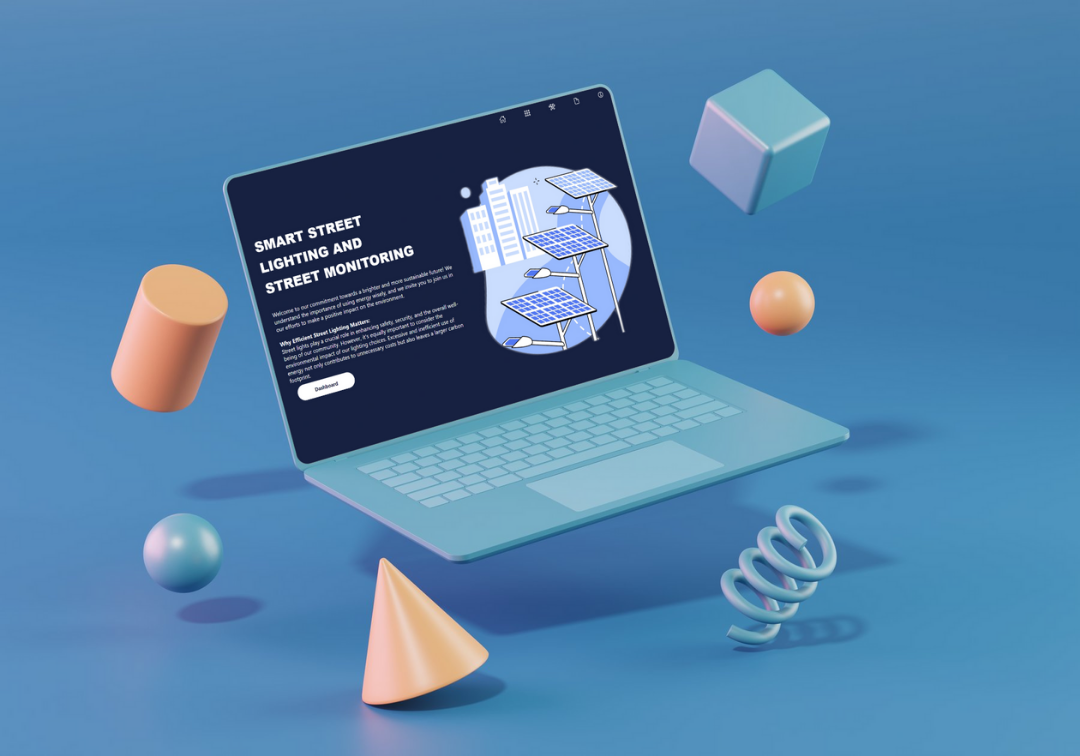 SMART STREET
LIGHTING AND
STREET MONITORING
Welcome to our commitment towards a brighter and more sustainable future! We
understand the importance of using energy wisely, and we invite you to join us in
our efforts to make a positive impact on the environment.
Why Efficient Street Lighting Matters:
Street lights play a crucial role in enhancing safety, security, and the overall well-
being of our community. However, it's equally important to consider the
environmental impact of our lighting choices. Excessive and inefficient use of
energy not only contributes to unnecessary costs but also leaves a larger carbon
footprint.
Dashboard